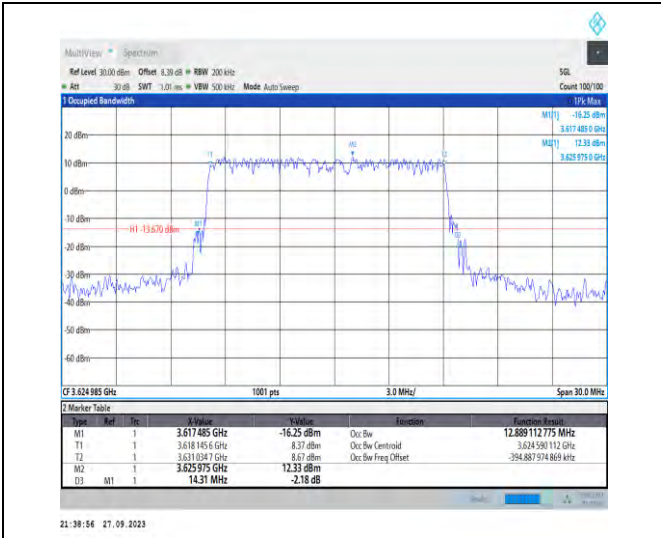 MultiView Spectrum
Ref Level 30.00 dBm Offset 8.39 dB RBW 200 kHz SGL
Att 30 dB SWT 1.01 ms VBW 500 kHz Mode Auto Sweep Count 100/100
1 Occupied Bandwidth 1Pk Max
M1[1] -16.25 dBm
3.617 485 0 GHz
M2[1] 12.33 dBm
3.625 975 0 GHz
20 dBm
T1 M2 T2
10 dBm
0 dBm
-10 dBm
M1
H1 -13.670 dBm
D3
-20 dBm
-30 dBm
-40 dBm
-50 dBm
-60 dBm
CF 3.624 985 GHz 1001 pts 3.0 MHz/ Span 30.0 MHz
2 Marker Table
Type Ref Trc X-Value Y-Value Function Function Result
M1 1 3.617 485 GHz -16.25 dBm Occ Bw 12.889 112 775 MHz
T1 1 3.618 145 6 GHz 8.37 dBm Occ Bw Centroid 3.624 590 112 GHz
T2 1 3.631 034 7 GHz 8.67 dBm Occ Bw Freq Offset -394.887 974 869 kHz
M2 1 3.625 975 GHz 12.33 dBm
D3 M1 1 14.31 MHz -2.18 dB
21:38:56 27.09.2023